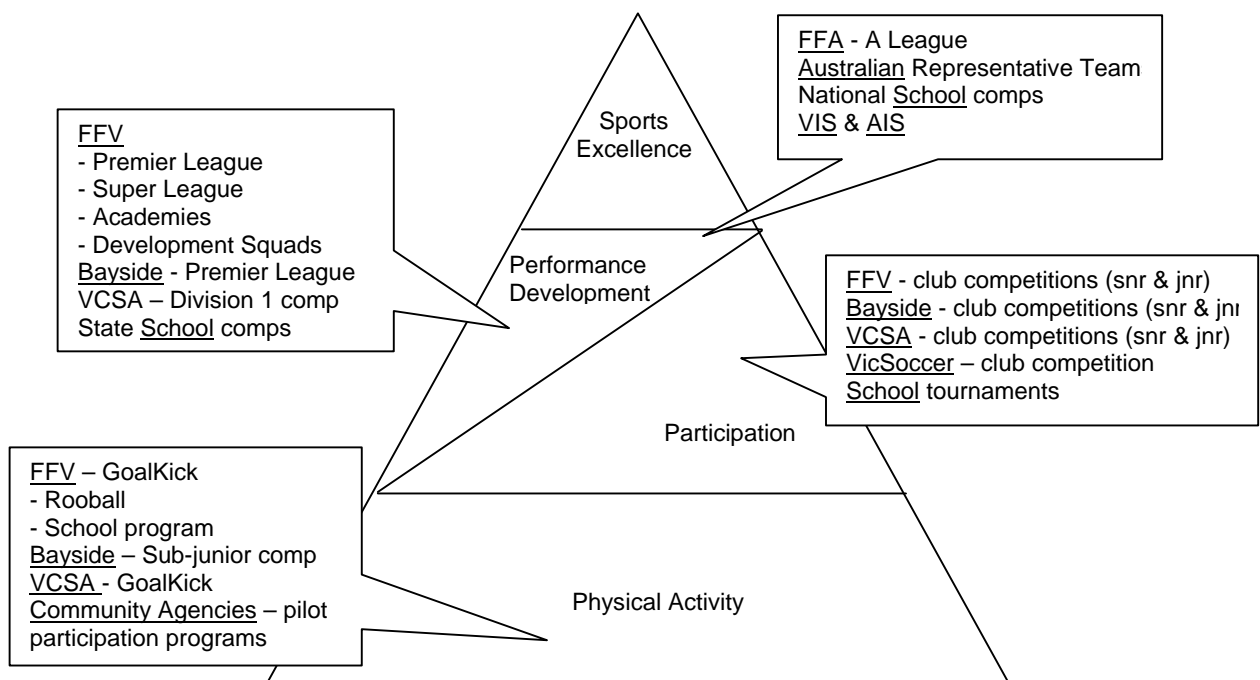 FFA - A League
Australian Representative Team
National School comps
VIS & AIS
Sports
Excellence
FFV
- Premier League
- Super League
- Academies
- Development Squads
Bayside - Premier League
VCSA – Division 1 comp
State School comps
Performance
Development
FFV - club competitions (snr & jnr)
Bayside - club competitions (snr & jnr
VCSA - club competitions (snr & jnr)
VicSoccer – club competition
School tournaments
Participation
FFV – GoalKick
- Rooball
- School program
Bayside – Sub-junior comp
VCSA - GoalKick
Community Agencies – pilot
participation programs
Physical Activity